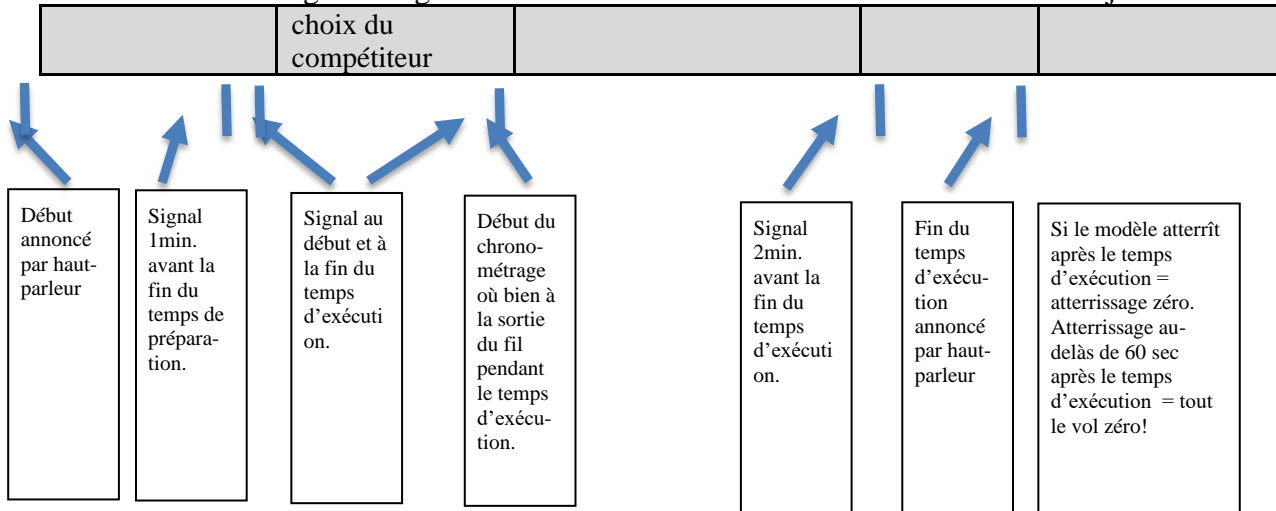 choix du
compétiteur
Début
annoncé
par haut-
parleur
Signal
1min.
avant la
fin du
temps de
prépara-
tion.
Signal au
début et à
la fin du
temps
d’exécuti
on.
Début du
chrono-
métrage
où bien à
la sortie
du fil
pendant
le temps
d’exécu-
tion.
Signal
2min.
avant la
fin du
temps
d’exécuti
on.
Fin du
temps
d’exécu-
tion
annoncé
par haut-
parleur
Si le modèle atterrît
après le temps
d’exécution =
atterrissage zéro.
Atterrissage au-
delàs de 60 sec
après le temps
d’exécution  = tout
le vol zéro!